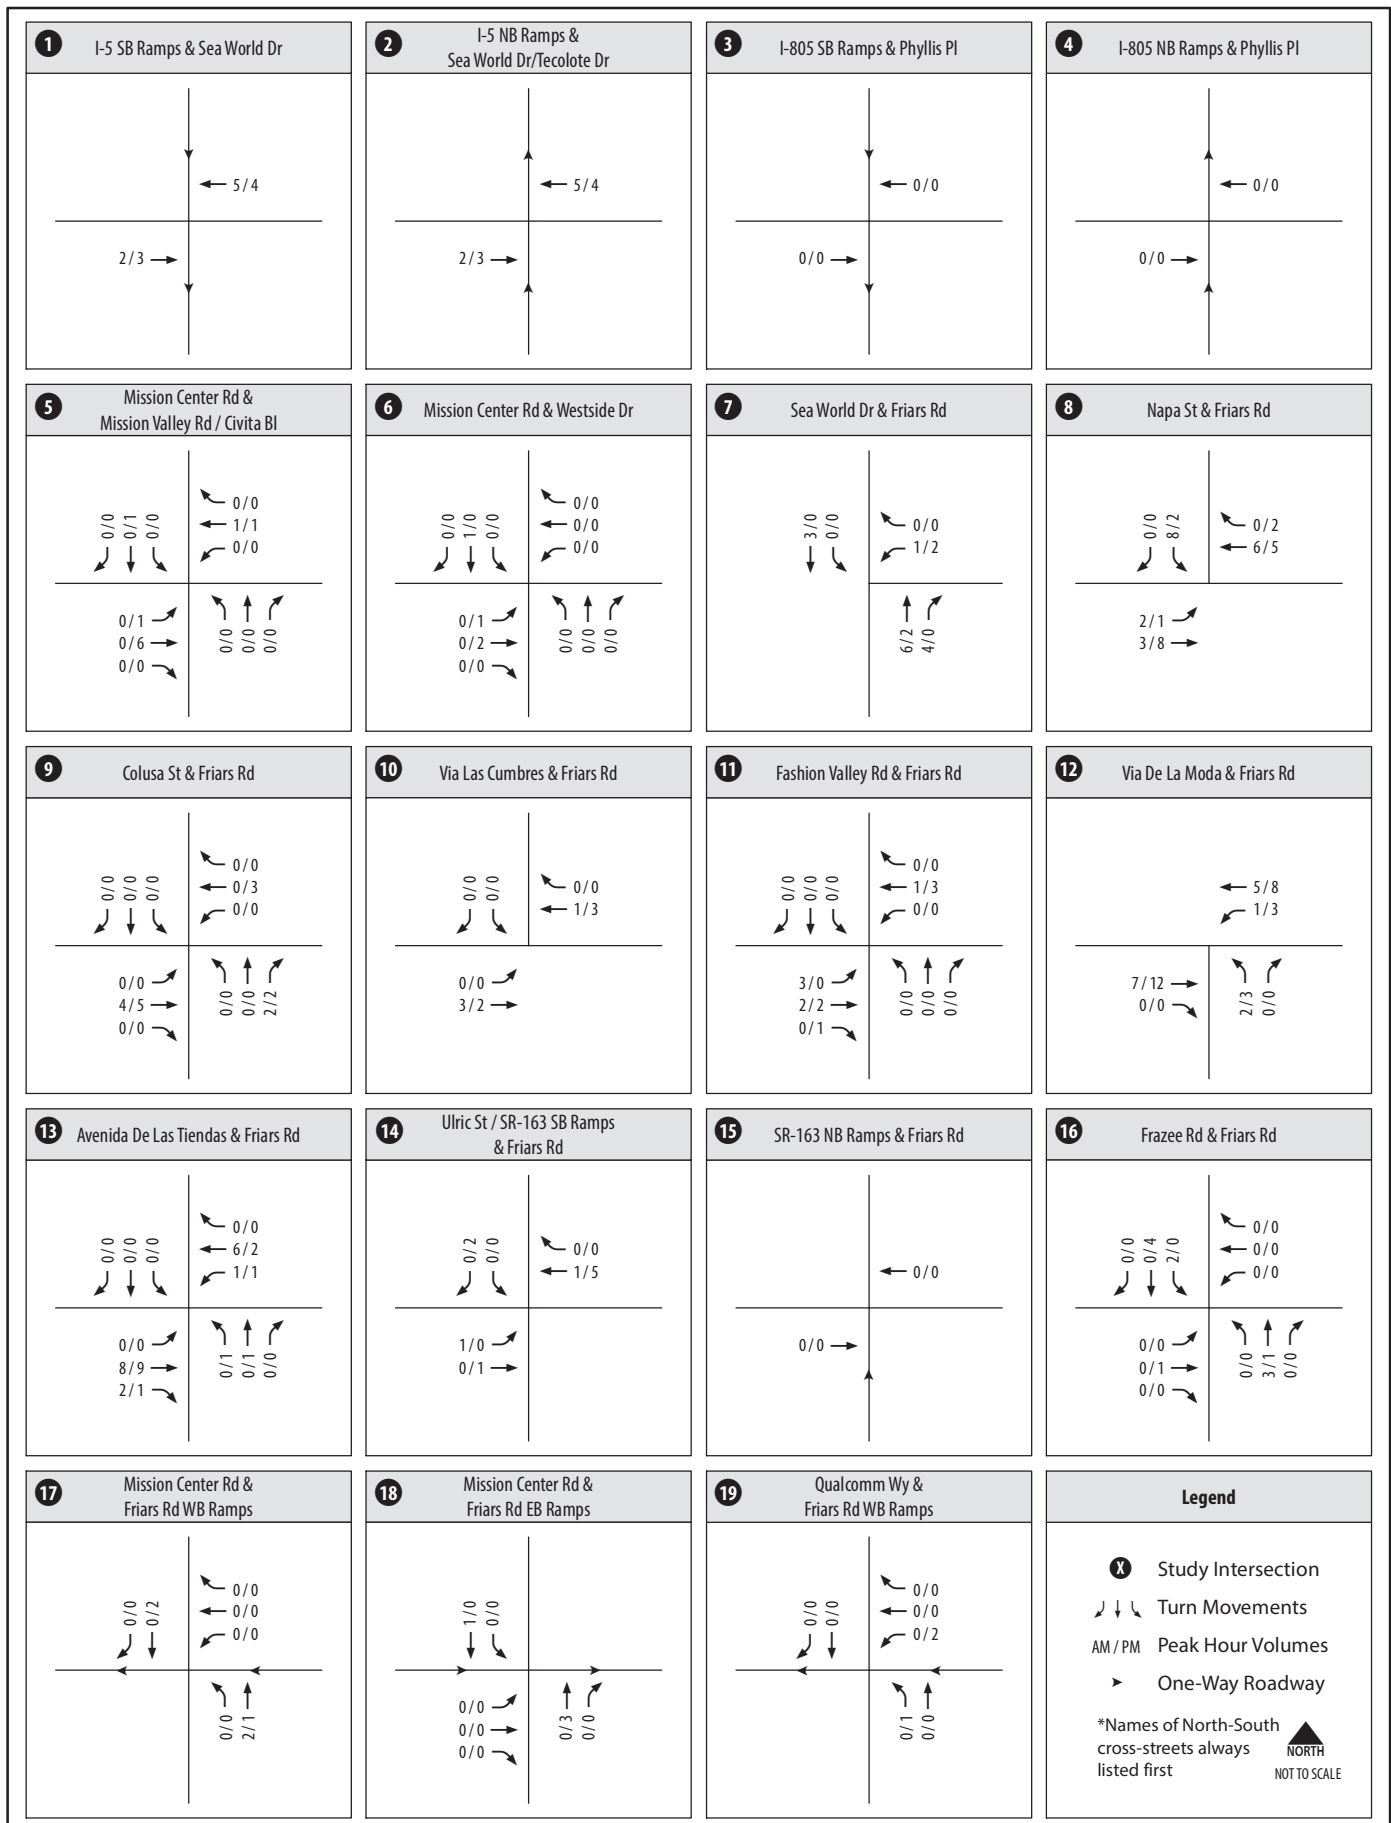 1
I-5 SB Ramps & Sea World Dr
5 / 4
2 / 3
2
I-5 NB Ramps &
Sea World Dr/Tecolote Dr
5 / 4
2 / 3
3
I-805 SB Ramps & Phyllis Pl
0 / 0
0 / 0
4
I-805 NB Ramps & Phyllis Pl
0 / 0
0 / 0
5
Mission Center Rd &
Mission Valley Rd / Civita Bl
0 / 0
0 / 1
0 / 0
0 / 0
1 / 1
0 / 0
0 / 1
0 / 6
0 / 0
0 / 0
0 / 0
0 / 0
6
Mission Center Rd & Westside Dr
0 / 0
1 / 0
0 / 0
0 / 0
0 / 0
0 / 0
0 / 1
0 / 2
0 / 0
0 / 0
0 / 0
0 / 0
7
Sea World Dr & Friars Rd
3 / 0
0 / 0
0 / 0
1 / 2
6 / 2
4 / 0
8
Napa St & Friars Rd
0 / 0
8 / 2
0 / 2
6 / 5
2 / 1
3 / 8
9
Colusa St & Friars Rd
0 / 0
0 / 0
0 / 0
0 / 0
0 / 3
0 / 0
0 / 0
4 / 5
0 / 0
0 / 0
0 / 0
2 / 2
10
Via Las Cumbres & Friars Rd
0 / 0
0 / 0
0 / 0
1 / 3
0 / 0
3 / 2
11
Fashion Valley Rd & Friars Rd
0 / 0
0 / 0
0 / 0
0 / 0
1 / 3
0 / 0
3 / 0
2 / 2
0 / 1
0 / 0
0 / 0
0 / 0
12
Via De La Moda & Friars Rd
5 / 8
1 / 3
7 / 12
0 / 0
2 / 3
0 / 0
13
Avenida De Las Tiendas & Friars Rd
0 / 0
0 / 0
0 / 0
0 / 0
6 / 2
1 / 1
0 / 0
8 / 9
2 / 1
0 / 1
0 / 1
0 / 0
14
Ulric St / SR-163 SB Ramps
& Friars Rd
0 / 2
0 / 0
0 / 0
1 / 5
1 / 0
0 / 1
15
SR-163 NB Ramps & Friars Rd
0 / 0
0 / 0
16
Frazee Rd & Friars Rd
0 / 0
0 / 4
2 / 0
0 / 0
0 / 0
0 / 0
0 / 0
0 / 1
0 / 0
0 / 0
3 / 1
0 / 0
17
Mission Center Rd &
Friars Rd WB Ramps
0 / 0
0 / 2
0 / 0
0 / 0
0 / 0
0 / 0
2 / 1
18
Mission Center Rd &
Friars Rd EB Ramps
1 / 0
0 / 0
0 / 0
0 / 0
0 / 0
0 / 3
0 / 0
19
Qualcomm Wy &
Friars Rd WB Ramps
0 / 0
0 / 0
0 / 0
0 / 0
0 / 2
0 / 1
0 / 0
Legend
X Study Intersection
Turn Movements
AM / PM Peak Hour Volumes
One-Way Roadway
*Names of North-South
cross-streets always
listed first
NORTH
NOT TO SCALE